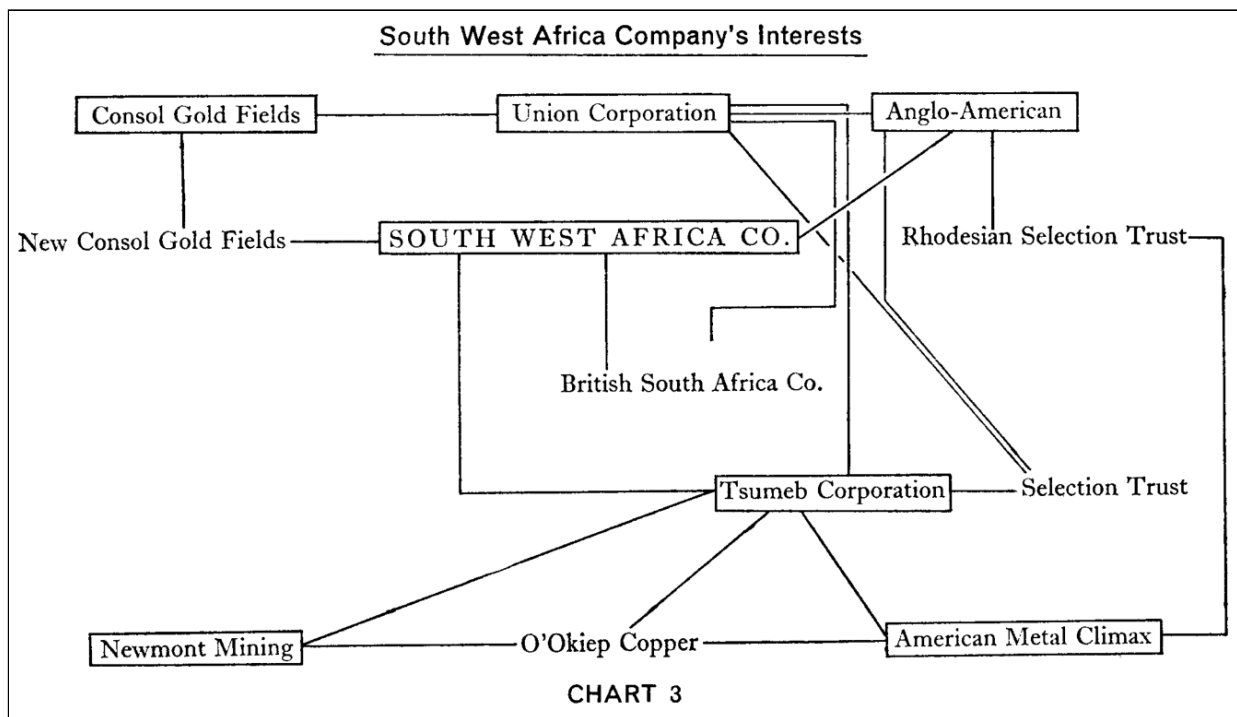 South West Africa Company's Interests
Consol Gold Fields
Union Corporation
Anglo-American
New Consol Gold Fields
SOUTH WEST AFRICA CO.
Rhodesian Selection Trust
British South Africa Co.
Tsumeb Corporation
Selection Trust
Newmont Mining
O'Okiep Copper
American Metal Climax
CHART 3